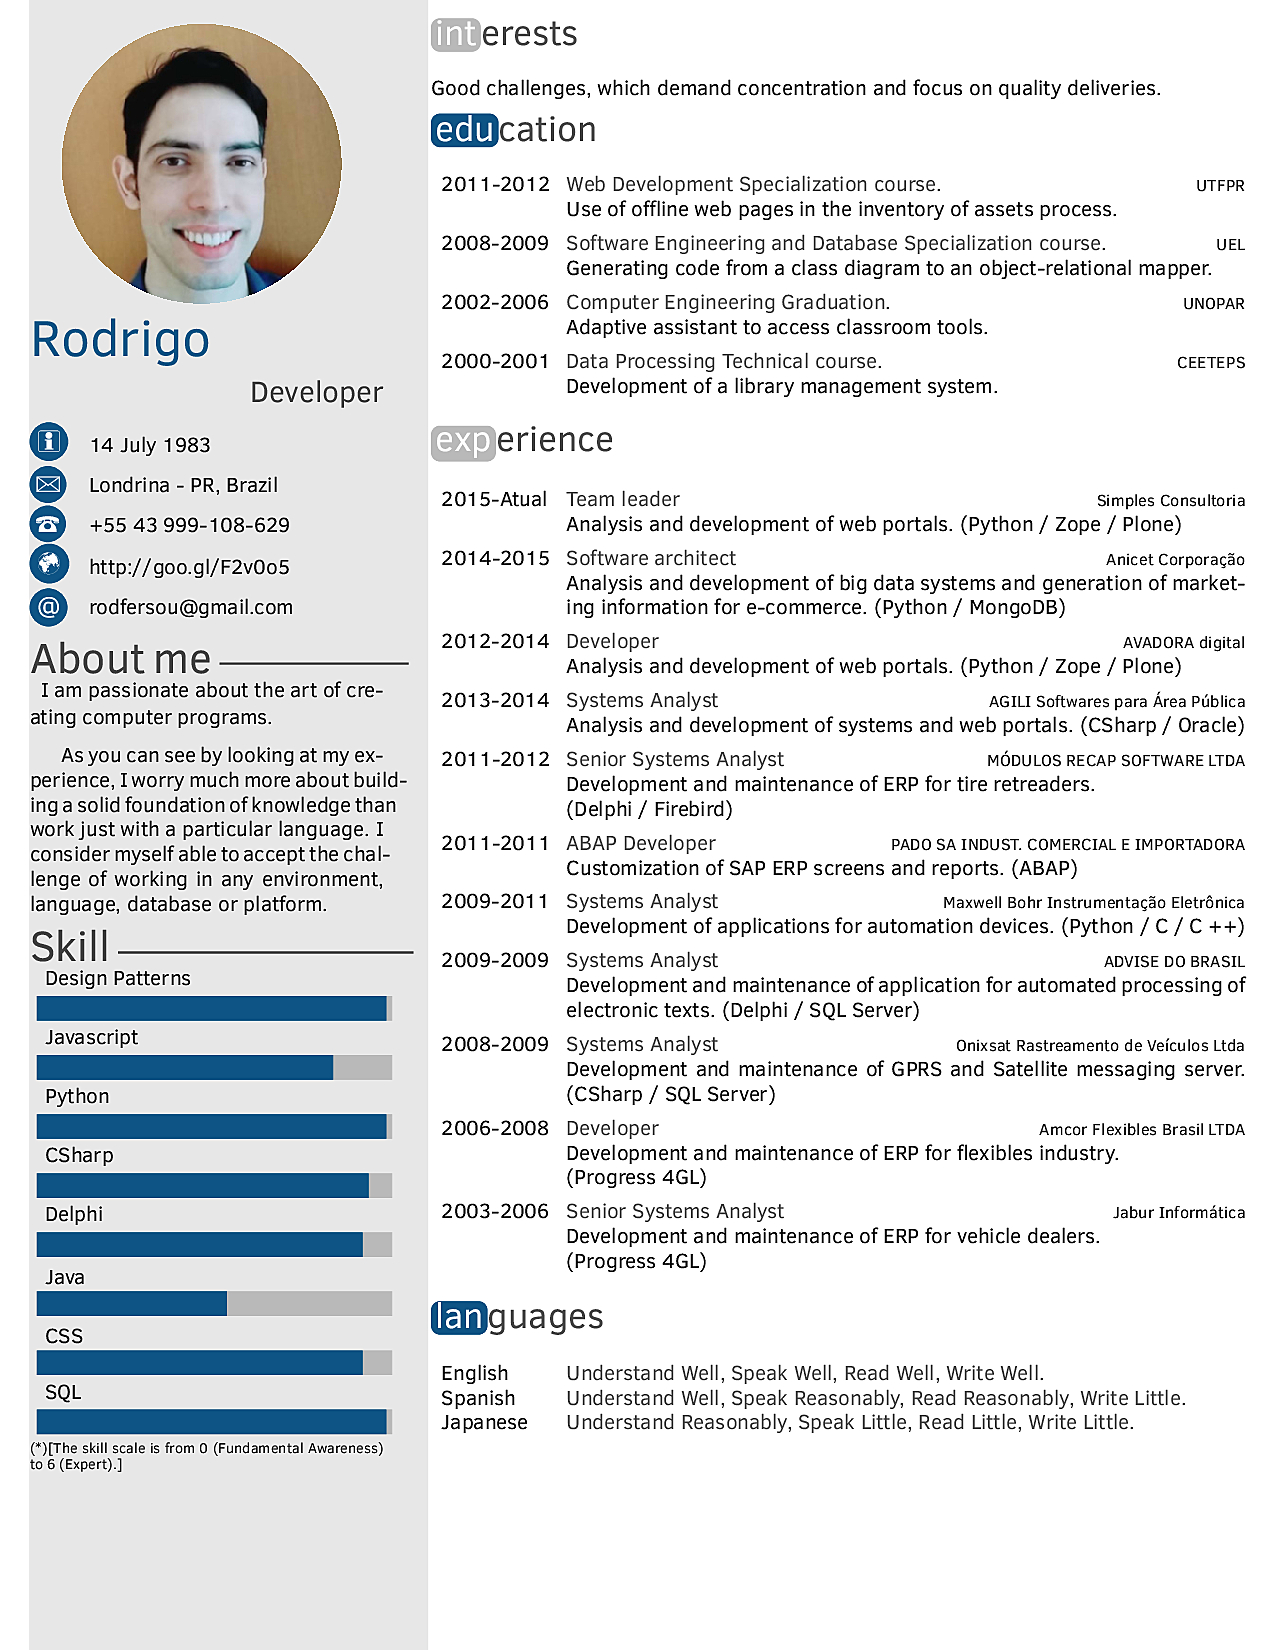 Rodrigo
Developer
14 July 1983
Londrina - PR, Brazil
+55 43 999-108-629
http://goo.gl/F2v0o5
@ rodfersou@gmail.com
About me
I am passionate about the art of cre-
ating computer programs.
As you can see by looking at my ex-
perience, I worry much more about build-
ing a solid foundation of knowledge than
work just with a particular language. I
consider myself able to accept the chal-
lenge of working in any environment,
language, database or platform.
Skill
Design Patterns
Javascript
Python
CSharp
Delphi
Java
CSS
SQL
(*)[The skill scale is from 0 (Fundamental Awareness)
to 6 (Expert).]
interests
Good challenges, which demand concentration and focus on quality deliveries.
education
2011-2012 Web Development Specialization course. UTFPR
Use of offline web pages in the inventory of assets process.
2008-2009 Software Engineering and Database Specialization course. UEL
Generating code from a class diagram to an object-relational mapper.
2002-2006 Computer Engineering Graduation. UNOPAR
Adaptive assistant to access classroom tools.
2000-2001 Data Processing Technical course. CEETEPS
Development of a library management system.
experience
2015-Atual Team leader Simples Consultoria
Analysis and development of web portals. (Python / Zope / Plone)
2014-2015 Software architect Anicet Corporação
Analysis and development of big data systems and generation of market-
ing information for e-commerce. (Python / MongoDB)
2012-2014 Developer AVADORA digital
Analysis and development of web portals. (Python / Zope / Plone)
2013-2014 Systems Analyst AGILI Softwares para Área Pública
Analysis and development of systems and web portals. (CSharp / Oracle)
2011-2012 Senior Systems Analyst MÓDULOS RECAP SOFTWARE LTDA
Development and maintenance of ERP for tire retreaders.
(Delphi / Firebird)
2011-2011 ABAP Developer PADO SA INDUST. COMERCIAL E IMPORTADORA
Customization of SAP ERP screens and reports. (ABAP)
2009-2011 Systems Analyst Maxwell Bohr Instrumentação Eletrônica
Development of applications for automation devices. (Python / C / C ++)
2009-2009 Systems Analyst ADVISE DO BRASIL
Development and maintenance of application for automated processing of
electronic texts. (Delphi / SQL Server)
2008-2009 Systems Analyst Onixsat Rastreamento de Veículos Ltda
Development and maintenance of GPRS and Satellite messaging server.
(CSharp / SQL Server)
2006-2008 Developer Amcor Flexibles Brasil LTDA
Development and maintenance of ERP for flexibles industry.
(Progress 4GL)
2003-2006 Senior Systems Analyst Jabur Informática
Development and maintenance of ERP for vehicle dealers.
(Progress 4GL)
languages
English Understand Well, Speak Well, Read Well, Write Well.
Spanish Understand Well, Speak Reasonably, Read Reasonably, Write Little.
Japanese Understand Reasonably, Speak Little, Read Little, Write Little.